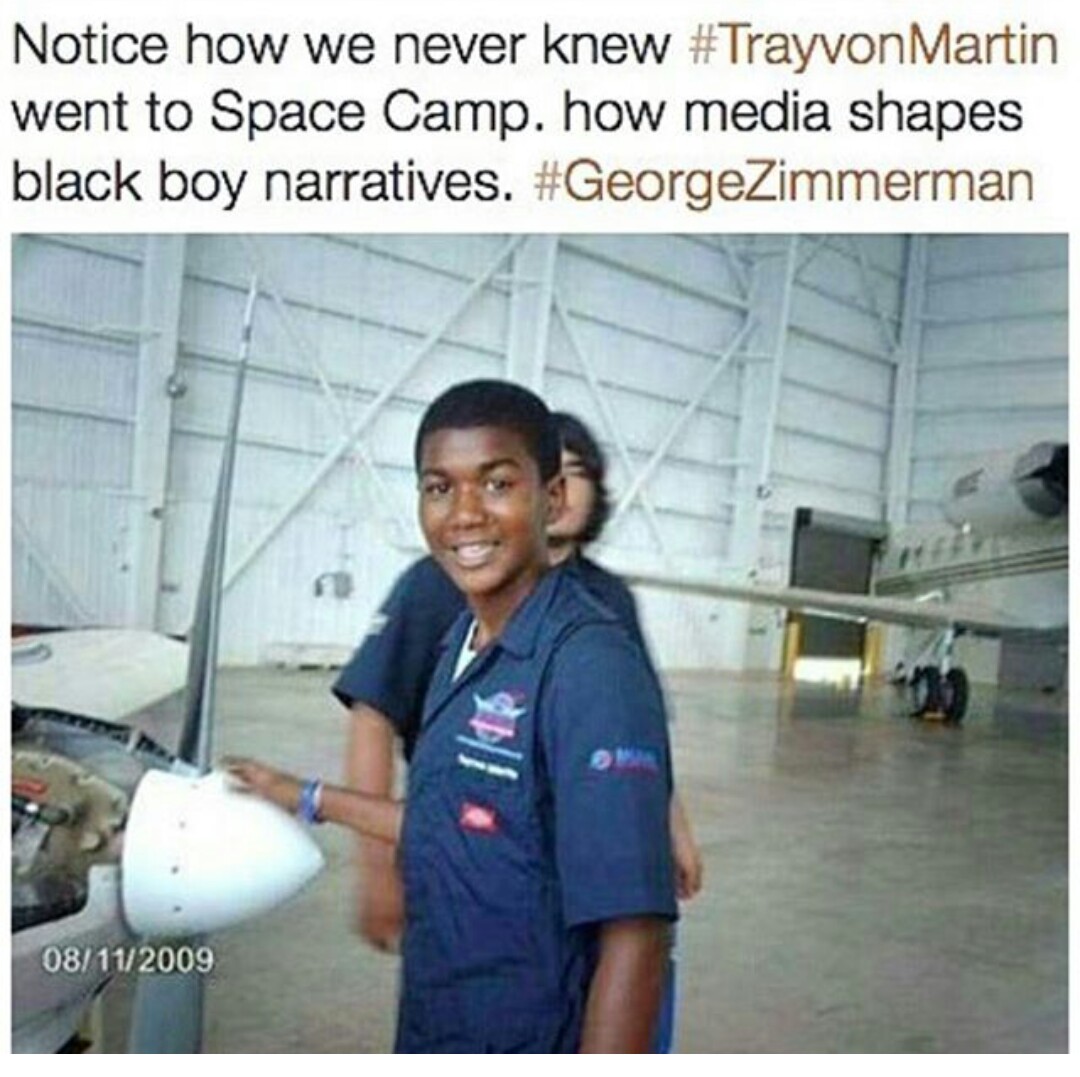 Notice how we never knew #TrayvonMartin
went to Space Camp. how media shapes
black boy narratives. #GeorgeZimmerman
08/11/2009